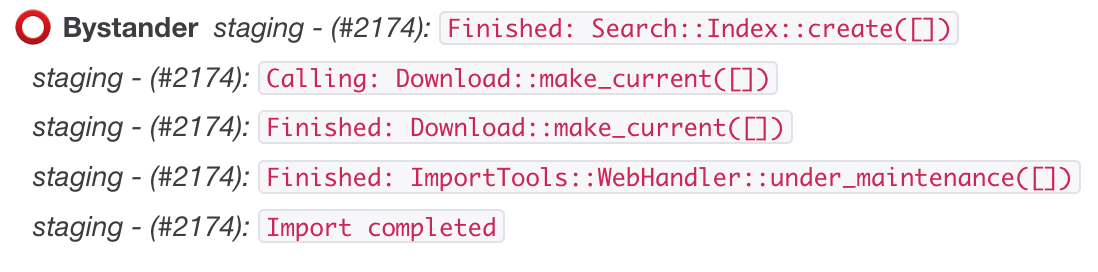 Bystander staging - (#2174): Finished: Search::Index::create([])
staging - (#2174): Calling: Download::make_current([])
staging - (#2174): Finished: Download::make_current([])
staging - (#2174): Finished: ImportTools::WebHandler::under_maintenance([])
staging - (#2174): Import completed